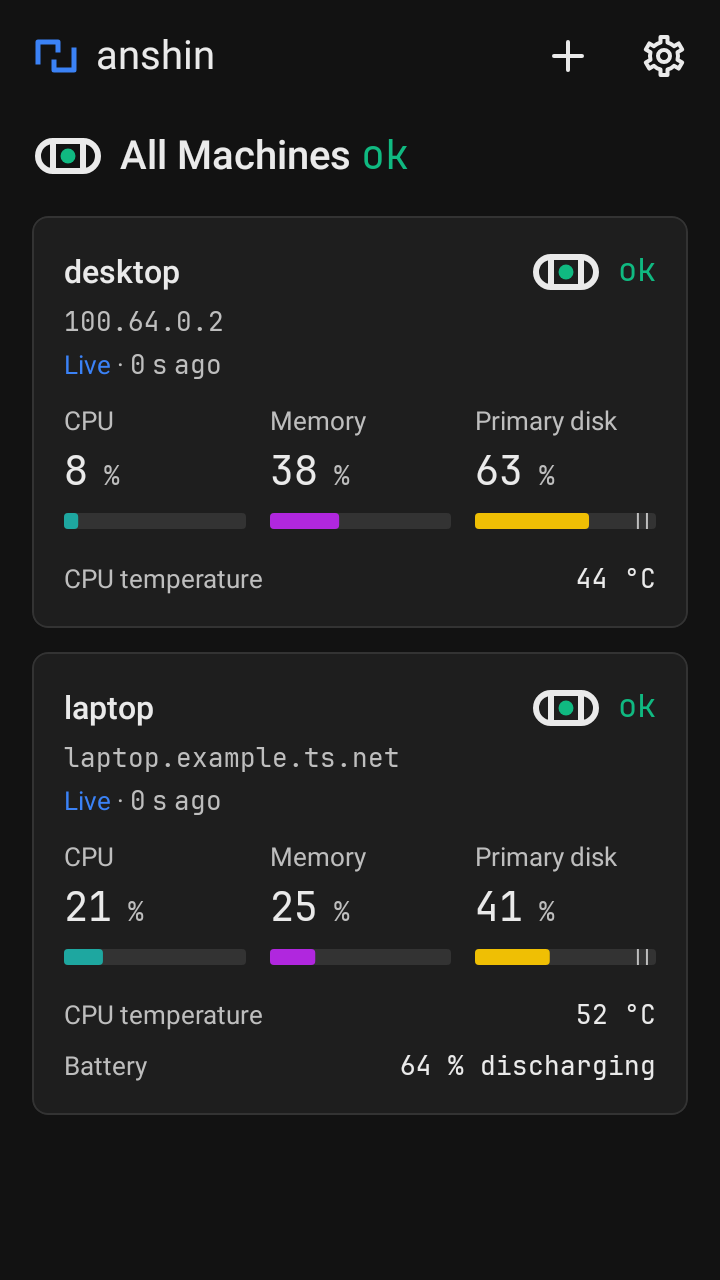 anshin
All Machines ok
desktop ok
100.64.0.2
Live · 0 s ago
CPU Memory Primary disk
8 % 38 % 63 %
CPU temperature 44 °C
laptop ok
laptop.example.ts.net
Live · 0 s ago
CPU Memory Primary disk
21 % 25 % 41 %
CPU temperature 52 °C
Battery 64 % discharging